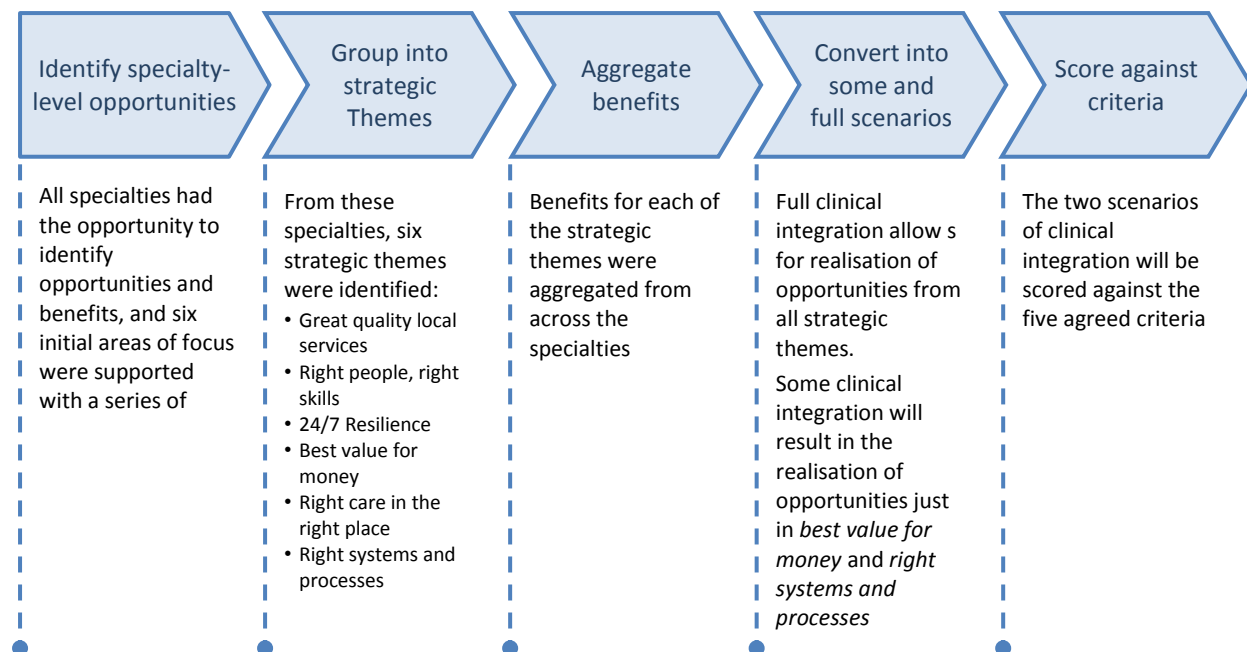 Identify specialty-
level opportunities
Group into
strategic
Themes
Aggregate
benefits
Convert into
some and
full scenarios
Score against
criteria
All specialties had
the opportunity to
identify
opportunities and
benefits, and six
initial areas of focus
were supported
with a series of
From these
specialties, six
strategic themes
were identified:
• Great quality local
services
• Right people, right
skills
• 24/7 Resilience
• Best value for
money
• Right care in the
right place
• Right systems and
processes
Benefits for each of
the strategic
themes were
aggregated from
across the
specialties
Full clinical
integration allow s
for realisation of
opportunities from
all strategic
themes.
Some clinical
integration will
result in the
realisation of
opportunities just
in best value for
money and right
systems and
processes
The two scenarios
of clinical
integration will be
scored against the
five agreed criteria